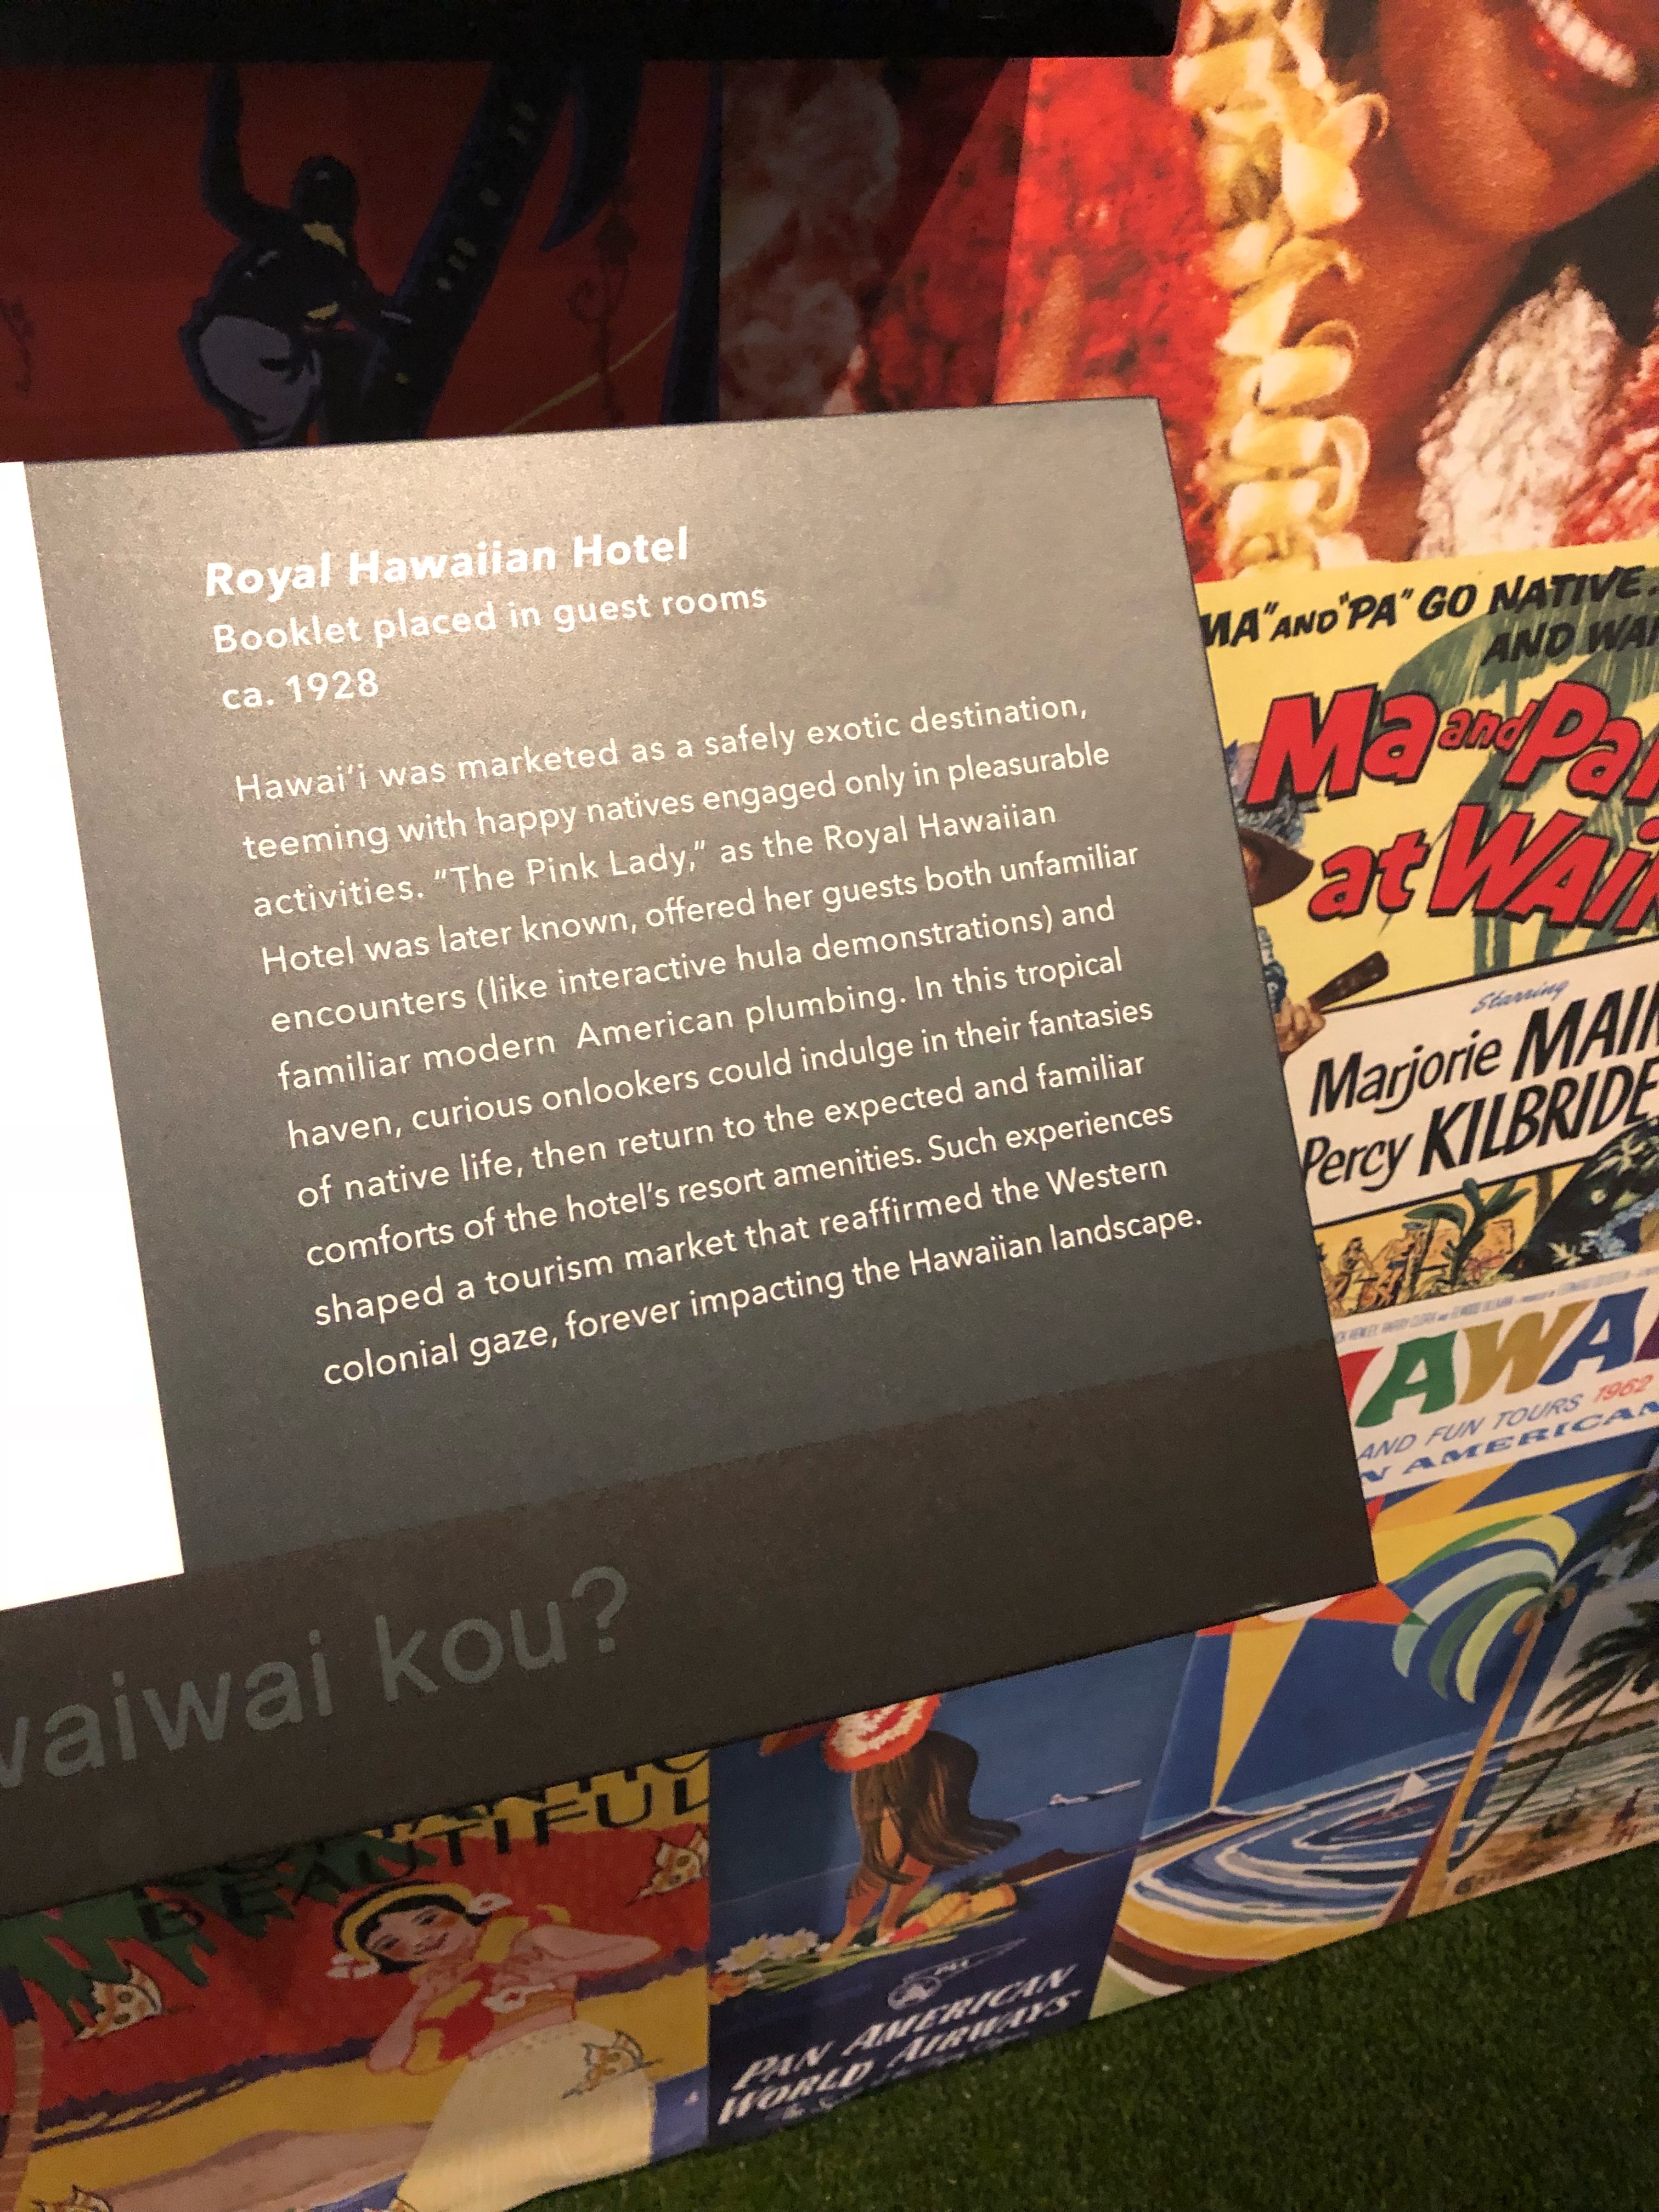 Royal Hawaiian Hotel
Booklet placed in guest rooms
ca. 1928
Hawai‘i was marketed as a safely exotic destination,
teeming with happy natives engaged only in pleasurable
activities. "The Pink Lady," as the Royal Hawaiian
Hotel was later known, offered her guests both unfamiliar
encounters (like interactive hula demonstrations) and
familiar modern American plumbing. In this tropical
haven, curious onlookers could indulge in their fantasies
of native life, then return to the expected and familiar
comforts of the hotel's resort amenities. Such experiences
shaped a tourism market that reaffirmed the Western
colonial gaze, forever impacting the Hawaiian landscape.
waiwai kou?
"MA" AND "PA" GO NATIVE.
AND
Ma and Pa
at
Starring
Marjorie MAIN
Percy KILBRIDE
AND FUN TOURS 1962
AMERICAN
BEAUTIFUL
PAA
PAN AMERICAN
WORLD AIRWAYS